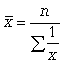 x̅ = n / ∑ 1/x